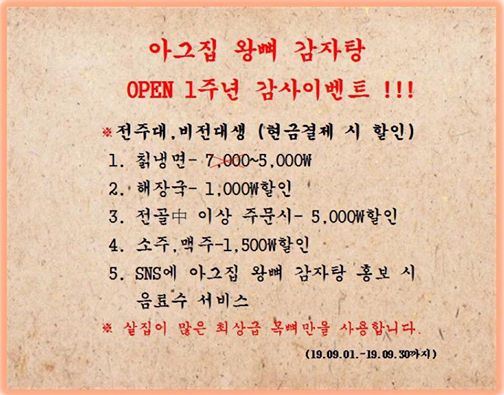 아그집 왕뼈 감자탕
OPEN 1주년 감사이벤트 !!!
※전주대,비전대생 (현금결제 시 할인)
1. 칡냉면- 7,000~5,000W
2. 해장국- 1,000W할인
3. 전골中 이상 주문시- 5,000W할인
4. 소주,맥주-1,500W할인
5. SNS에 아그집 왕뼈 감자탕 홍보 시
음료수 서비스
※ 살집이 많은 최상급 목뼈만을 사용합니다.
(19.09.01.-19.09.30까지)